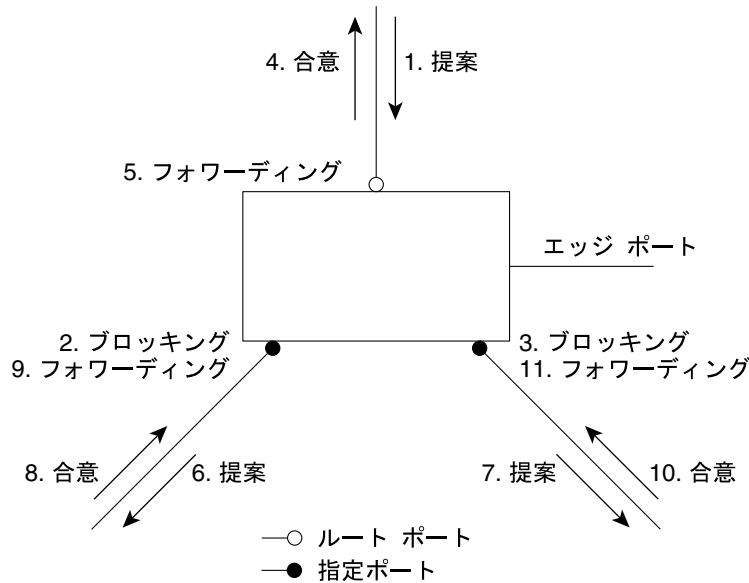 4. 合意
1. 提案
5. フォワーディング
エッジ ポート
2. ブロッキング
9. フォワーディング
3. ブロッキング
11. フォワーディング
8. 合意
6. 提案
7. 提案
10. 合意
ルート ポート
指定ポート